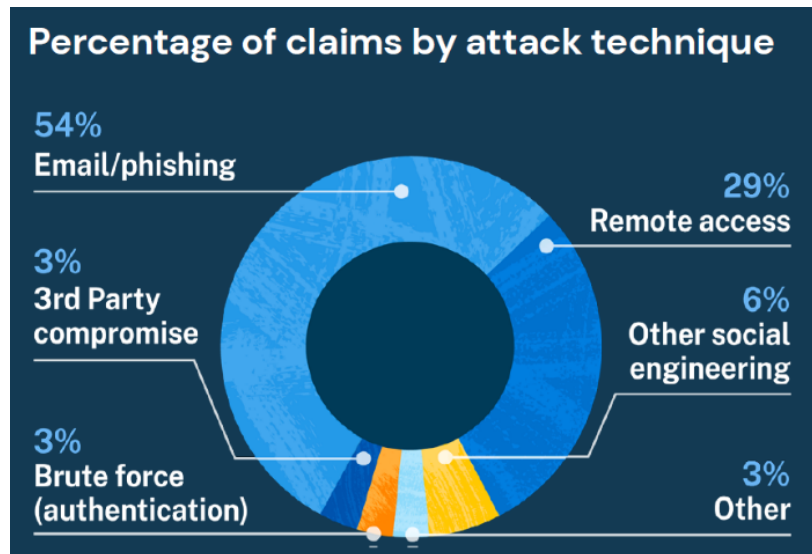 Percentage of claims by attack technique
54%
Email/phishing
29%
Remote access
3%
3rd Party
compromise
6%
Other social
engineering
3%
Brute force
(authentication)
3%
Other